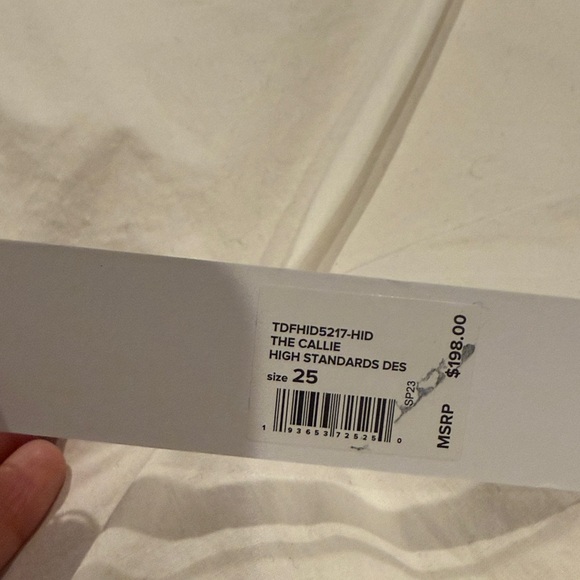 TDFHID5217-HID
THE CALLIE
HIGH STANDARDS DES
size 25
SP23
1 93653 72525 0
MSRP $198.00